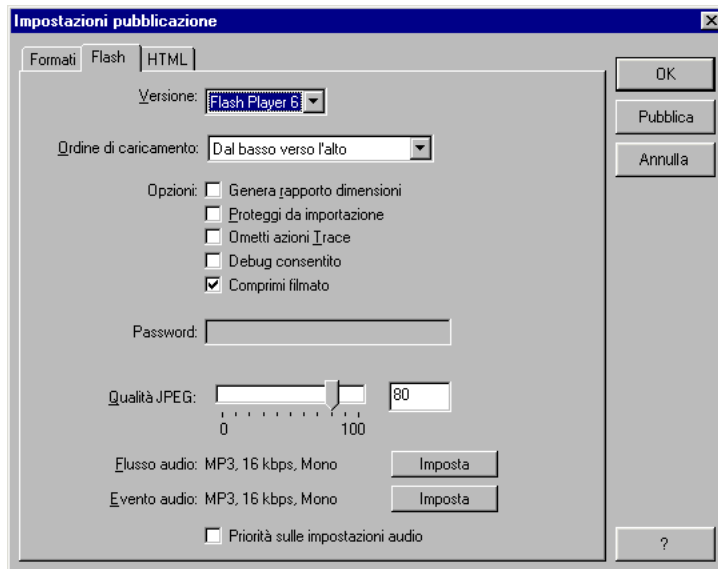 Impostazioni pubblicazione
Formati Flash HTML
OK
Versione: Flash Player 6
Pubblica
Ordine di caricamento: Dal basso verso l'alto
Annulla
Opzioni: Genera rapporto dimensioni
Proteggi da importazione
Ometti azioni Trace
Debug consentito
Comprimi filmato
Password:
Qualità JPEG: 80
0 100
Flusso audio: MP3, 16 kbps, Mono Imposta
Evento audio: MP3, 16 kbps, Mono Imposta
Priorità sulle impostazioni audio
?